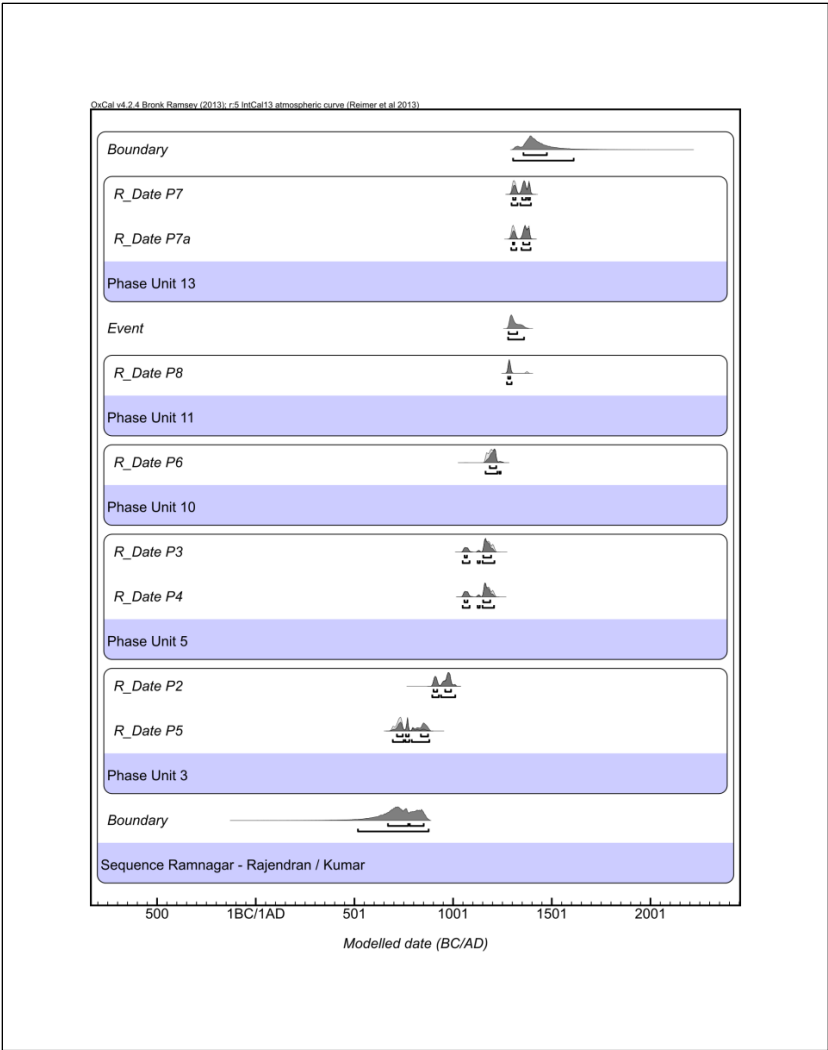 OxCal v4.2.4 Bronk Ramsey (2013); r:5 IntCal13 atmospheric curve (Reimer et al 2013)
Boundary
R_Date P7
R_Date P7a
Phase Unit 13
Event
R_Date P8
Phase Unit 11
R_Date P6
Phase Unit 10
R_Date P3
R_Date P4
Phase Unit 5
R_Date P2
R_Date P5
Phase Unit 3
Boundary
Sequence Ramnagar - Rajendran / Kumar
500 1BC/1AD 501 1001 1501 2001
Modelled date (BC/AD)